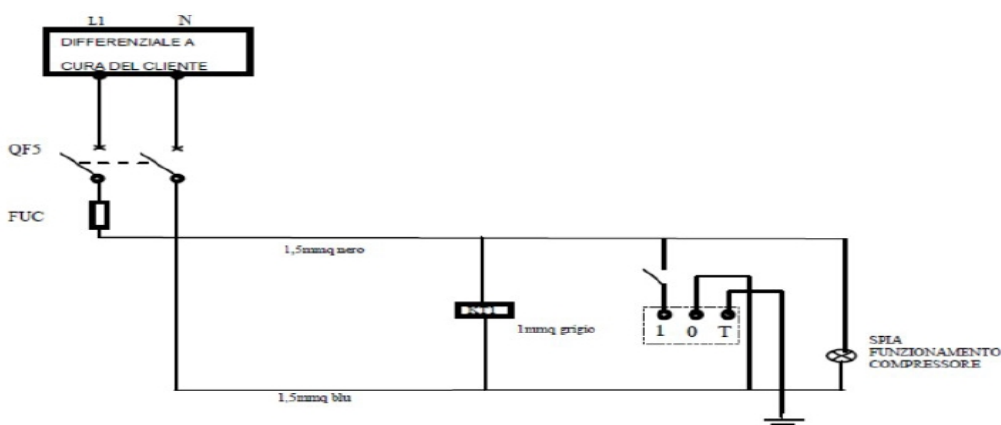 L1 N
DIFFERENZIALE A
CURA DEL CLIENTE
QF5
FUC
1,5mmq nero
1mmq grigio
1 0 T
SPIA
FUNZIONAMENTO
COMPRESSORE
1,5mmq blu